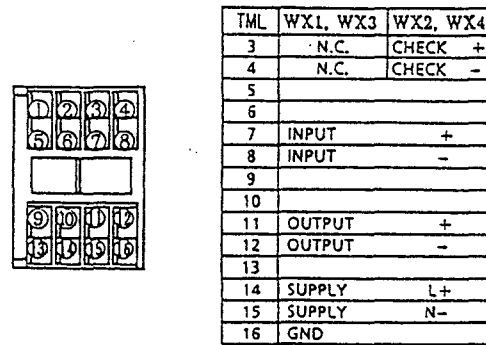 TML WX1, WX3 WX2, WX4
3 N.C. CHECK +
4 N.C. CHECK -
5
6
7 INPUT +
8 INPUT -
9
10
11 OUTPUT +
12 OUTPUT -
13
14 SUPPLY L+
15 SUPPLY N-
16 GND
1 2 3 4
5 6 7 8
9 10 11 12
13 14 15 16